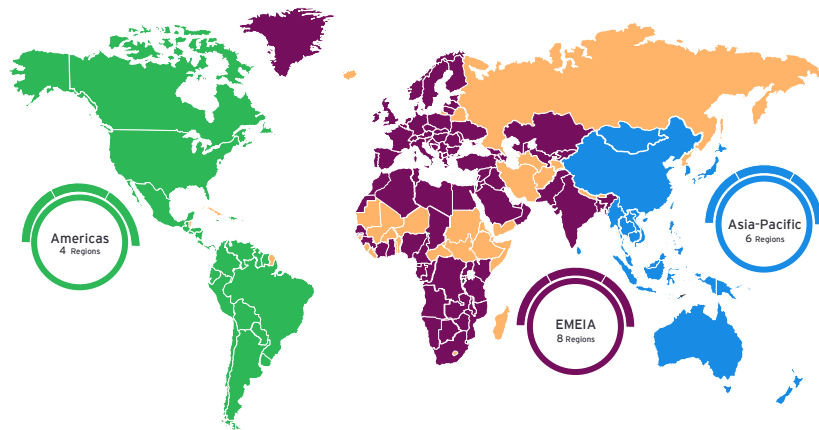 Americas
4 Regions
Asia-Pacific
6 Regions
EMEIA
8 Regions